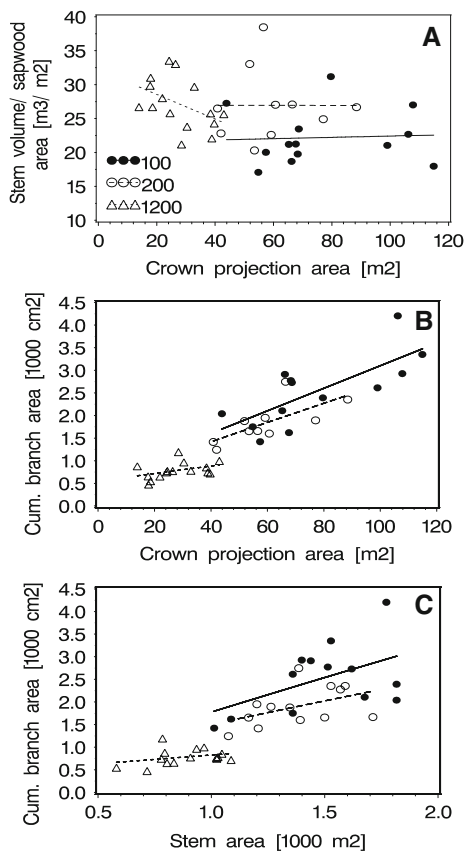 A
Stem volume/ sapwood
area [m3/ m2]
40
35
30
25
20
15
10
100
200
1200
0 20 40 60 80 100 120
Crown projection area [m2]
B
Cum. branch area [1000 cm2]
4.5
4.0
3.5
3.0
2.5
2.0
1.5
1.0
0.5
0.0
0 20 40 60 80 100 120
Crown projection area [m2]
C
Cum. branch area [1000 cm2]
4.5
4.0
3.5
3.0
2.5
2.0
1.5
1.0
0.5
0.0
0.5 1.0 1.5 2.0
Stem area [1000 m2]